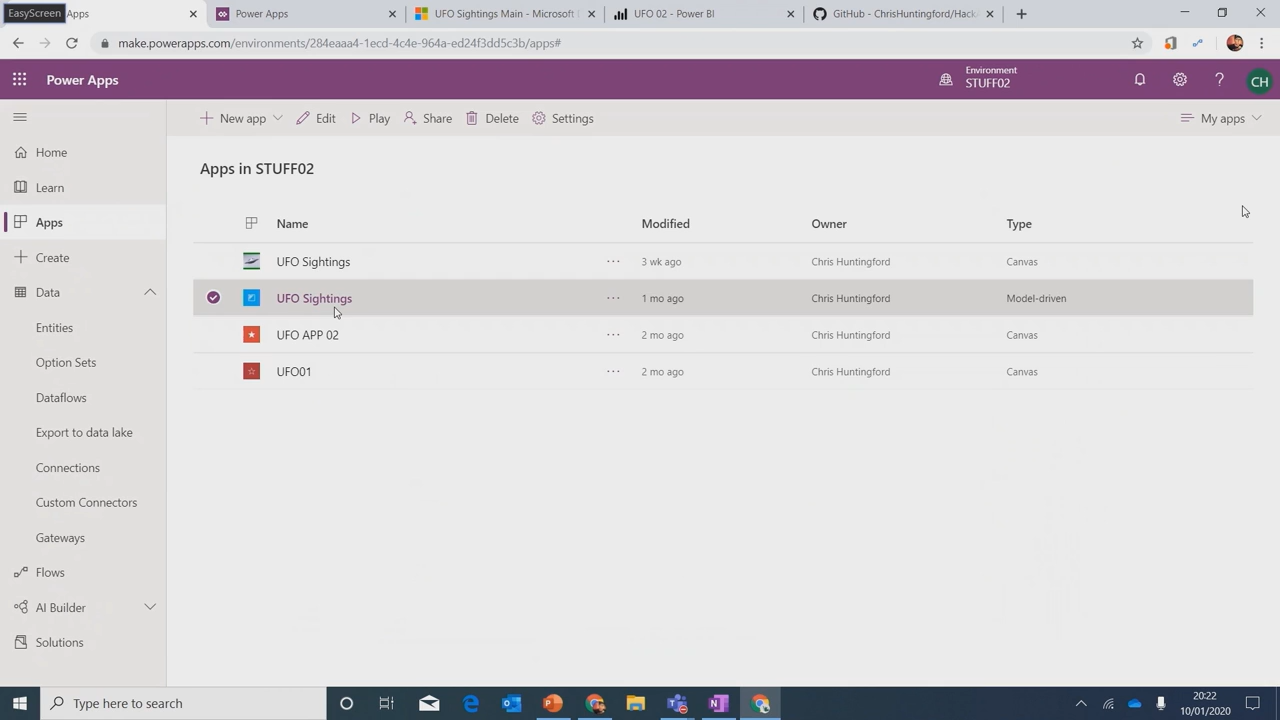 EasyScreen Apps
Power Apps
UFO Sightings Main - Microsoft
UFO 02 - Power BI
GitHub - ChrisHuntingford/Hack
make.powerapps.com/environments/284eaaa4-1ecd-4c4e-964a-ed24f3dd5c3b/apps#
Power Apps
Environment
STUFF02
CH
New app
Edit
Play
Share
Delete
Settings
My apps
Home
Learn
Apps
Create
Data
Entities
Option Sets
Dataflows
Export to data lake
Connections
Custom Connectors
Gateways
Flows
AI Builder
Solutions
Apps in STUFF02
Name Modified Owner Type
UFO Sightings ··· 3 wk ago Chris Huntingford Canvas
UFO Sightings ··· 1 mo ago Chris Huntingford Model-driven
UFO APP 02 ··· 2 mo ago Chris Huntingford Canvas
UFO01 ··· 2 mo ago Chris Huntingford Canvas
Type here to search
20:22
10/01/2020